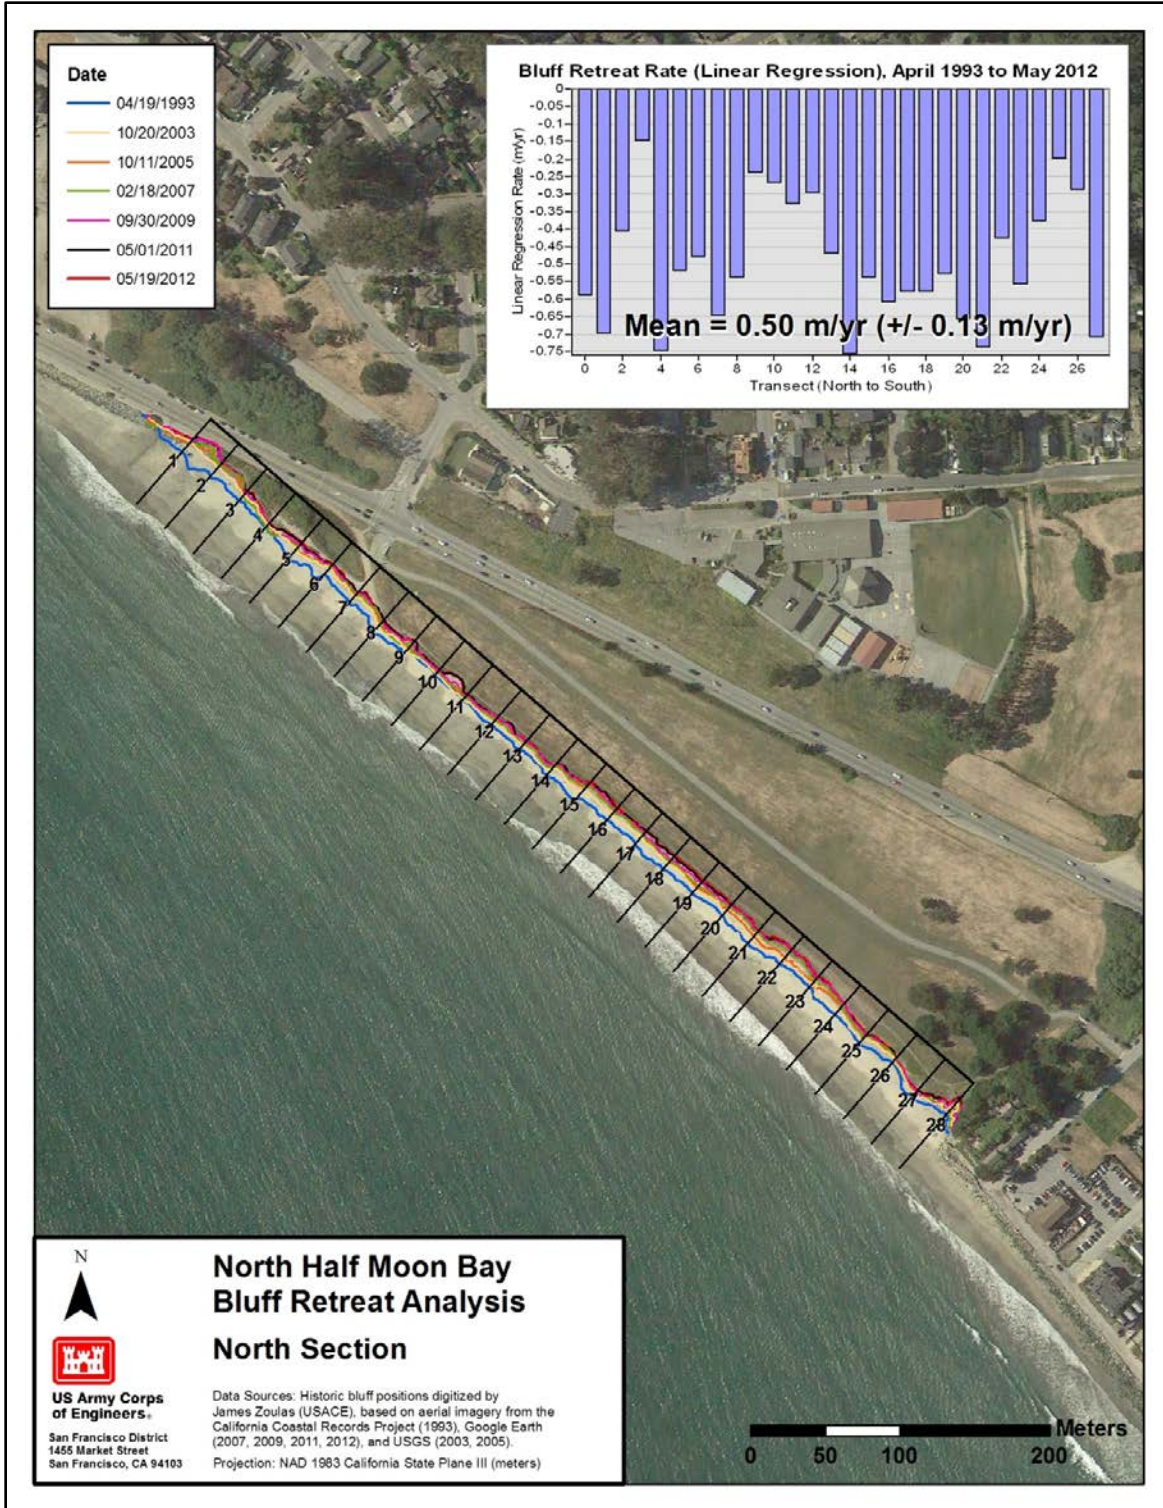 Date
04/19/1993
10/20/2003
10/11/2005
02/18/2007
09/30/2009
05/01/2011
05/19/2012
Bluff Retreat Rate (Linear Regression), April 1993 to May 2012
Linear Regression Rate (m/yr)
0
-0.05
-0.1
-0.15
-0.2
-0.25
-0.3
-0.35
-0.4
-0.45
-0.5
-0.55
-0.6
-0.65
-0.7
-0.75
Mean = 0.50 m/yr (+/- 0.13 m/yr)
0 2 4 6 8 10 12 14 16 18 20 22 24 26
Transect (North to South)
1
2
3
4
5
6
7
8
9
10
11
12
13
14
15
16
17
18
19
20
21
22
23
24
25
26
27
28
N
US Army Corps
of Engineers®
San Francisco District
1455 Market Street
San Francisco, CA 94103
North Half Moon Bay
Bluff Retreat Analysis
North Section
Data Sources: Historic bluff positions digitized by
James Zoulas (USACE), based on aerial imagery from the
California Coastal Records Project (1993), Google Earth
(2007, 2009, 2011, 2012), and USGS (2003, 2005).
Projection: NAD 1983 California State Plane III (meters)
Meters
0 50 100 200